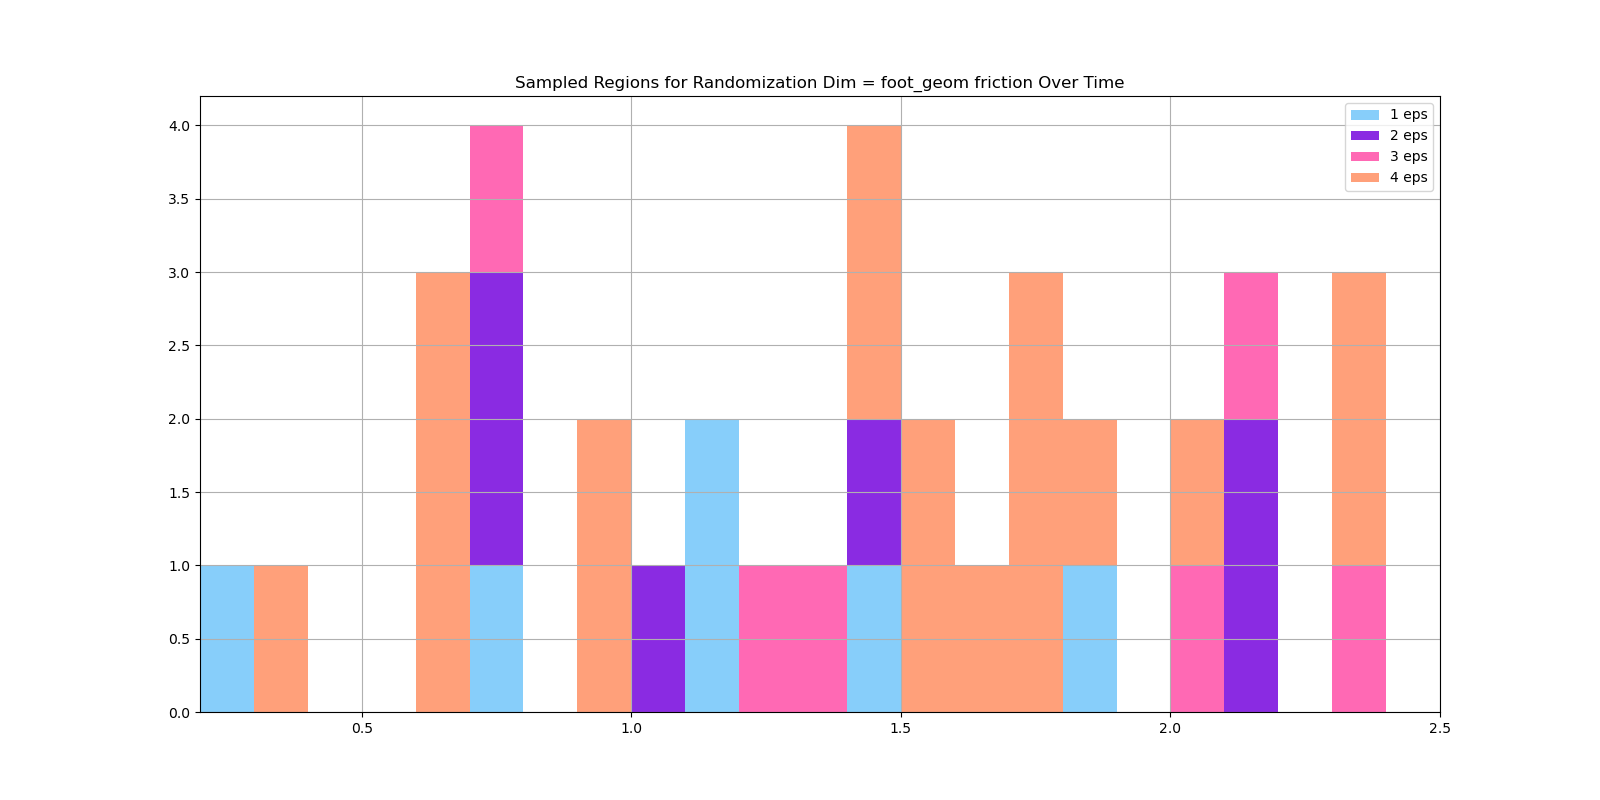 Sampled Regions for Randomization Dim = foot_geom friction Over Time
1 eps
2 eps
3 eps
4 eps
4.0
3.5
3.0
2.5
2.0
1.5
1.0
0.5
0.0
0.5 1.0 1.5 2.0 2.5